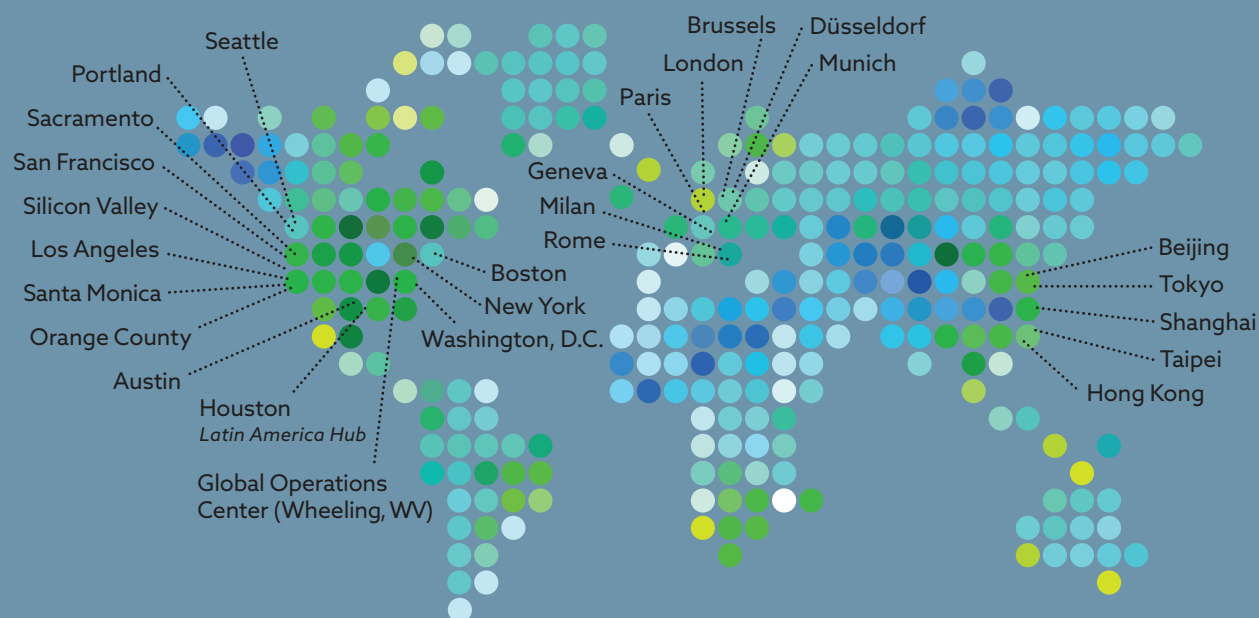 Seattle
Portland
Sacramento
San Francisco
Silicon Valley
Los Angeles
Santa Monica
Orange County
Austin
Houston
Latin America Hub
Global Operations
Center (Wheeling, WV)
Boston
New York
Washington, D.C.
Brussels
Düsseldorf
London
Munich
Paris
Geneva
Milan
Rome
Beijing
Tokyo
Shanghai
Taipei
Hong Kong